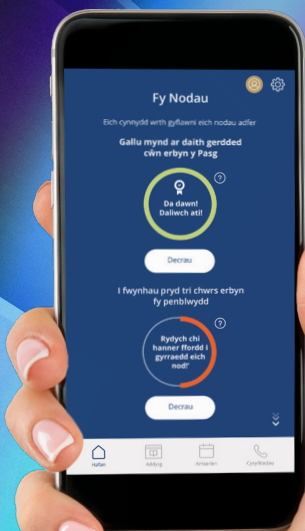 Fy Nodau
Eich cynnydd wrth gyflawni eich nodau adfer
Gallu mynd ar daith gerdded
cŵn erbyn y Pasg
?
Da dawn!
Daliwch ati!
Decrau
I fwynhau pryd tri chwrs erbyn
fy penblwydd
?
Rydych chi
hanner ffordd i
gyrraedd eich
nod!'
Decrau
Hafan
Addysg
Amserlen
Cysylltiadau